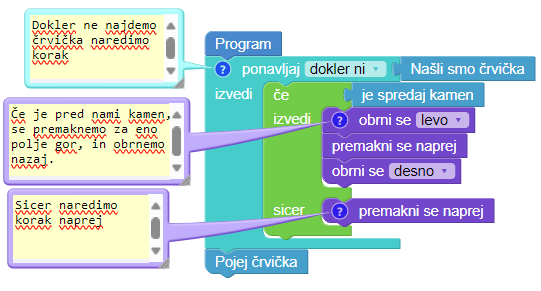 Dokler ne najdemo
črvička naredimo
korak
Program
? ponavljaj dokler ni Našli smo črvička
izvedi če je spredaj kamen
Če je pred nami kamen,
se premaknemo za eno
polje gor, in obrnemo
nazaj.
izvedi ? obrni se levo
premakni se naprej
obrni se desno
Sicer naredimo
korak naprej
sicer ? premakni se naprej
Pojej črvička